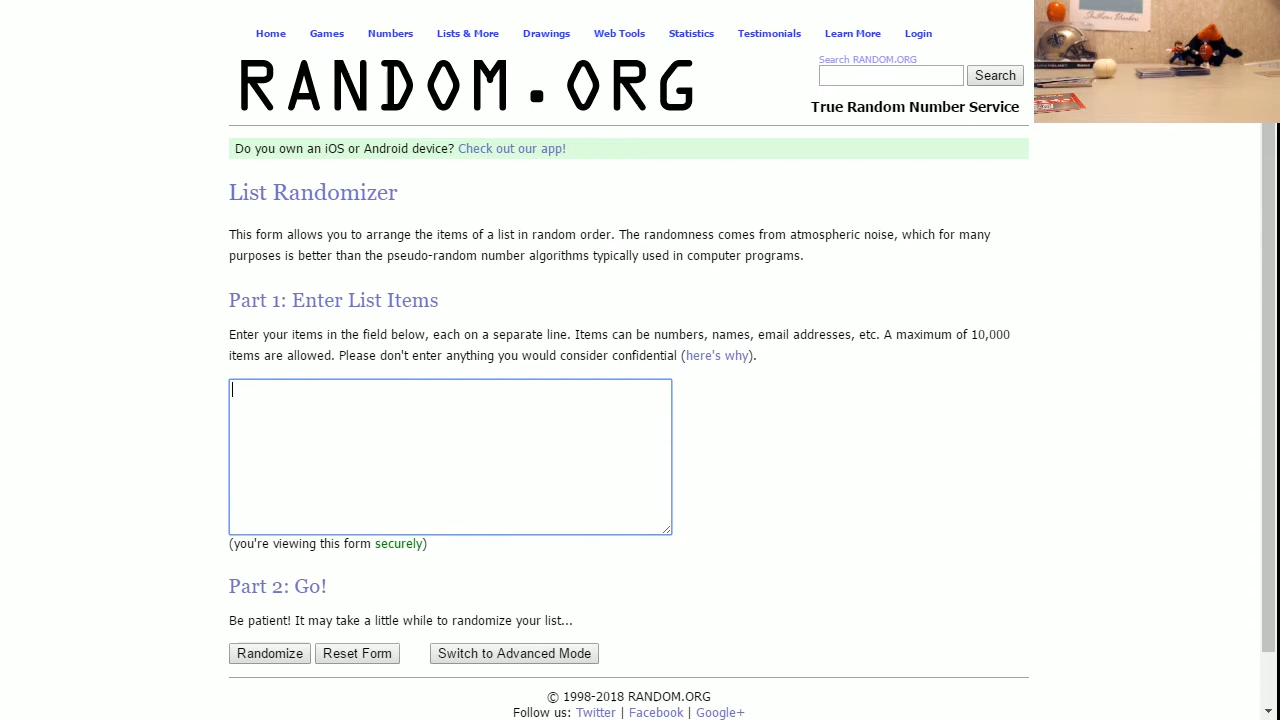 Home Games Numbers Lists & More Drawings Web Tools Statistics Testimonials Learn More Login
RANDOM.ORG
Search RANDOM.ORG
Search
True Random Number Service
Do you own an iOS or Android device? Check out our app!
List Randomizer
This form allows you to arrange the items of a list in random order. The randomness comes from atmospheric noise, which for many
purposes is better than the pseudo-random number algorithms typically used in computer programs.
Part 1: Enter List Items
Enter your items in the field below, each on a separate line. Items can be numbers, names, email addresses, etc. A maximum of 10,000
items are allowed. Please don't enter anything you would consider confidential (here's why).
(you're viewing this form securely)
Part 2: Go!
Be patient! It may take a little while to randomize your list...
Randomize Reset Form Switch to Advanced Mode
© 1998-2018 RANDOM.ORG
Follow us: Twitter | Facebook | Google+